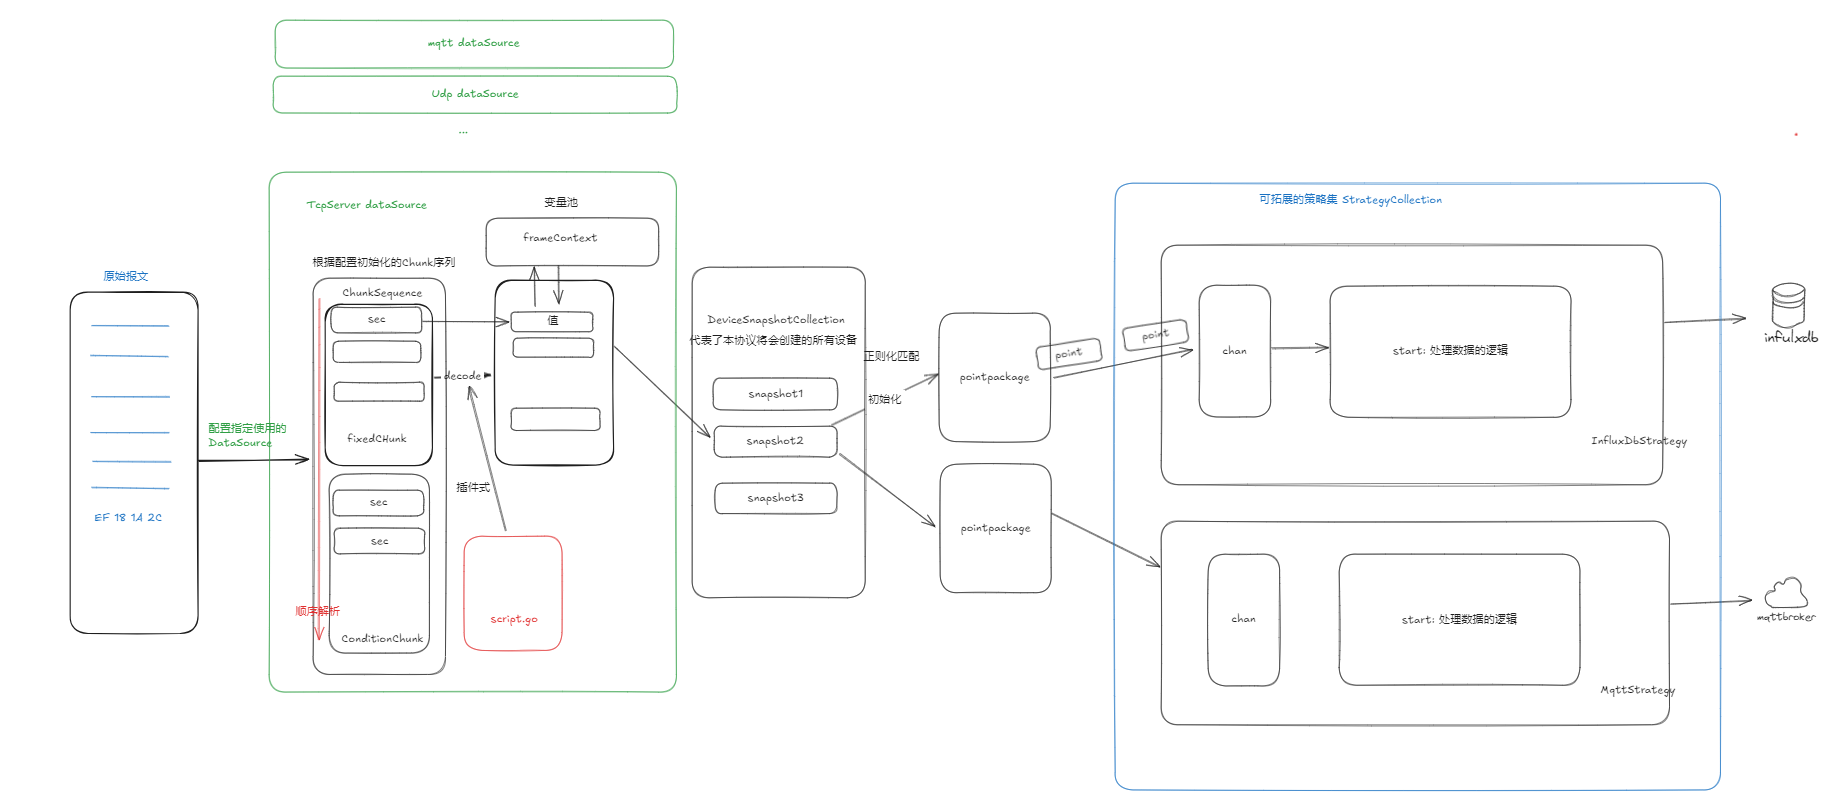 mqtt dataSource
Udp dataSource
...
原始报文
EF 18 1A 2C
配置指定使用的
DataSource
TcpServer dataSource
变量池
frameContext
根据配置初始化的Chunk序列
ChunkSequence
sec
fixedCHunk
sec
sec
ConditionChunk
顺序解析
值
decode
插件式
script.go
DeviceSnapshotCollection
代表了本协议将会创建的所有设备
snapshot1
snapshot2
snapshot3
正则化匹配
初始化
pointpackage
pointpackage
point
point
可拓展的策略集 StrategyCollection
chan
start: 处理数据的逻辑
InfluxDbStrategy
chan
start: 处理数据的逻辑
MqttStrategy
infulxdb
mqttbroker